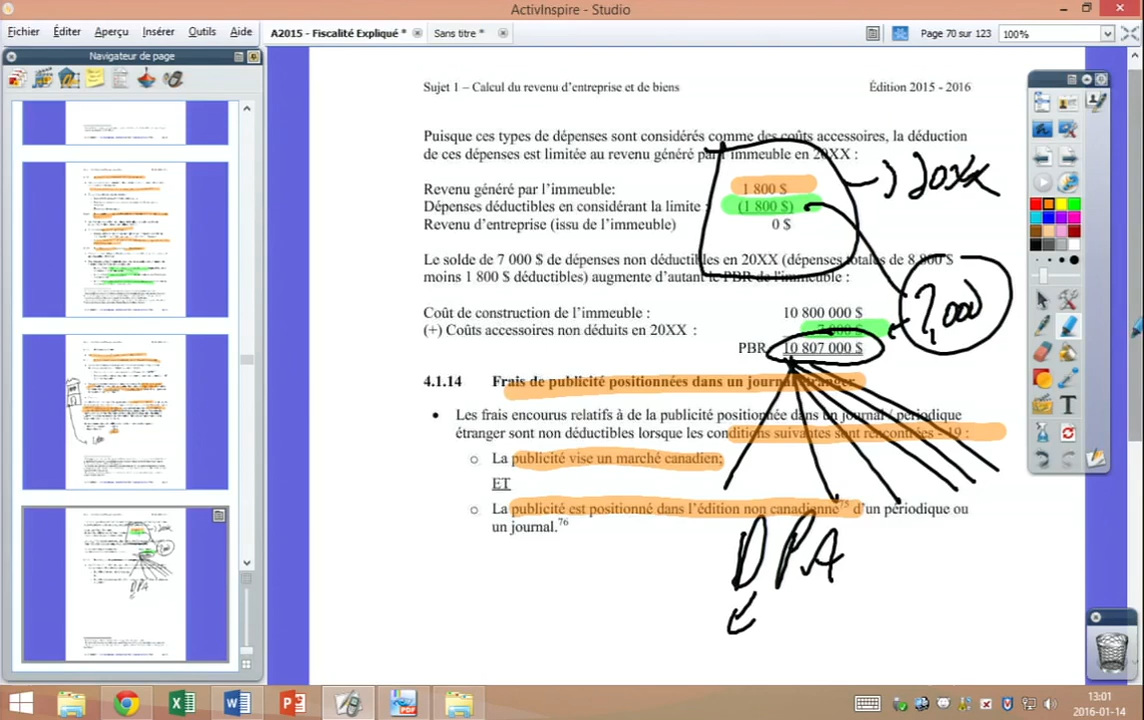 ActivInspire - Studio
Fichier Éditer Aperçu Insérer Outils Aide
A2015 - Fiscalité Expliqué * Sans titre *
Page 70 sur 123 100%
Navigateur de page
Sujet 1 – Calcul du revenu d'entreprise et de biens Édition 2015 - 2016
Puisque ces types de dépenses sont considérés comme des coûts accessoires, la déduction
de ces dépenses est limitée au revenu généré par l'immeuble en 20XX :
Revenu généré par l'immeuble: 1 800 $
Dépenses déductibles en considérant la limite : (1 800 $)
Revenu d'entreprise (issu de l'immeuble) 0 $
20XX
Le solde de 7 000 $ de dépenses non déductibles en 20XX (dépenses totales de 8 800 $
moins 1 800 $ déductibles) augmente d'autant le PBR de l'immeuble :
7,000
Coût de construction de l'immeuble : 10 800 000 $
(+) Coûts accessoires non déduits en 20XX : 7 000 $
PBR 10 807 000 $
4.1.14 Frais de publicité positionnées dans un journal étranger
• Les frais encourus relatifs à de la publicité positionnée dans un journal / périodique
étranger sont non déductibles lorsque les conditions suivantes sont rencontrées - 19 :
o La publicité vise un marché canadien;
ET
o La publicité est positionné dans l'édition non canadienne75 d'un périodique ou
un journal.76
DPA
13:01
2016-01-14